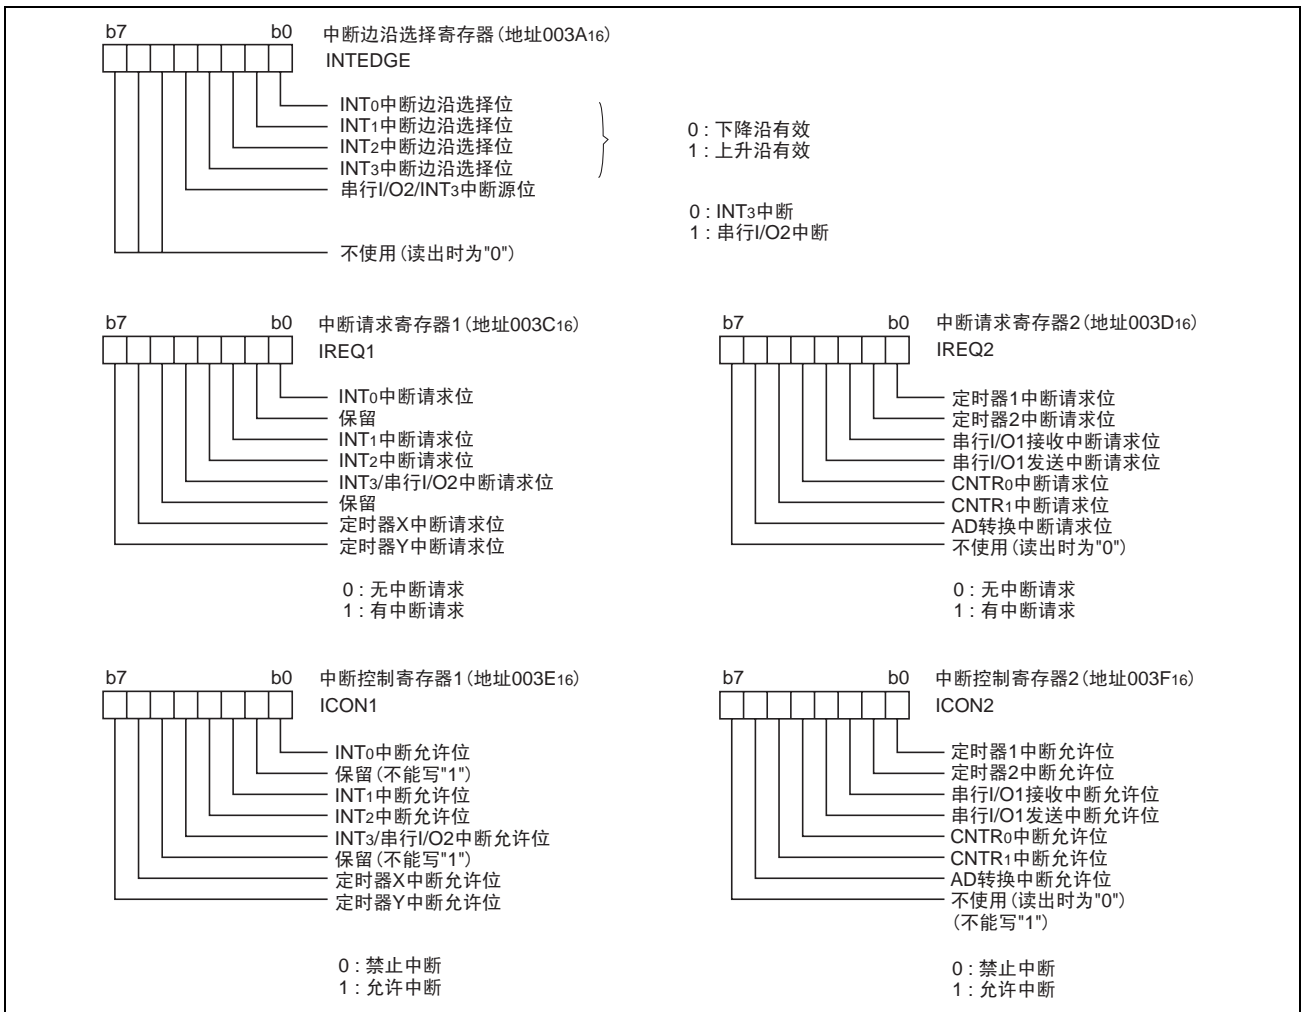 b7 b0 中断边沿选择寄存器(地址003A16)
INTEDGE
INT0中断边沿选择位
INT1中断边沿选择位
INT2中断边沿选择位
INT3中断边沿选择位
串行I/O2/INT3中断源位
不使用(读出时为"0")
0 : 下降沿有效
1 : 上升沿有效
0 : INT3中断
1 : 串行I/O2中断
b7 b0 中断请求寄存器1(地址003C16)
IREQ1
INT0中断请求位
保留
INT1中断请求位
INT2中断请求位
INT3/串行I/O2中断请求位
保留
定时器X中断请求位
定时器Y中断请求位
0 : 无中断请求
1 : 有中断请求
b7 b0 中断请求寄存器2(地址003D16)
IREQ2
定时器1中断请求位
定时器2中断请求位
串行I/O1接收中断请求位
串行I/O1发送中断请求位
CNTR0中断请求位
CNTR1中断请求位
AD转换中断请求位
不使用(读出时为"0")
0 : 无中断请求
1 : 有中断请求
b7 b0 中断控制寄存器1(地址003E16)
ICON1
INT0中断允许位
保留(不能写"1")
INT1中断允许位
INT2中断允许位
INT3/串行I/O2中断允许位
保留(不能写"1")
定时器X中断允许位
定时器Y中断允许位
0 : 禁止中断
1 : 允许中断
b7 b0 中断控制寄存器2(地址003F16)
ICON2
定时器1中断允许位
定时器2中断允许位
串行I/O1接收中断允许位
串行I/O1发送中断允许位
CNTR0中断允许位
CNTR1中断允许位
AD转换中断允许位
不使用(读出时为"0")
(不能写"1")
0 : 禁止中断
1 : 允许中断